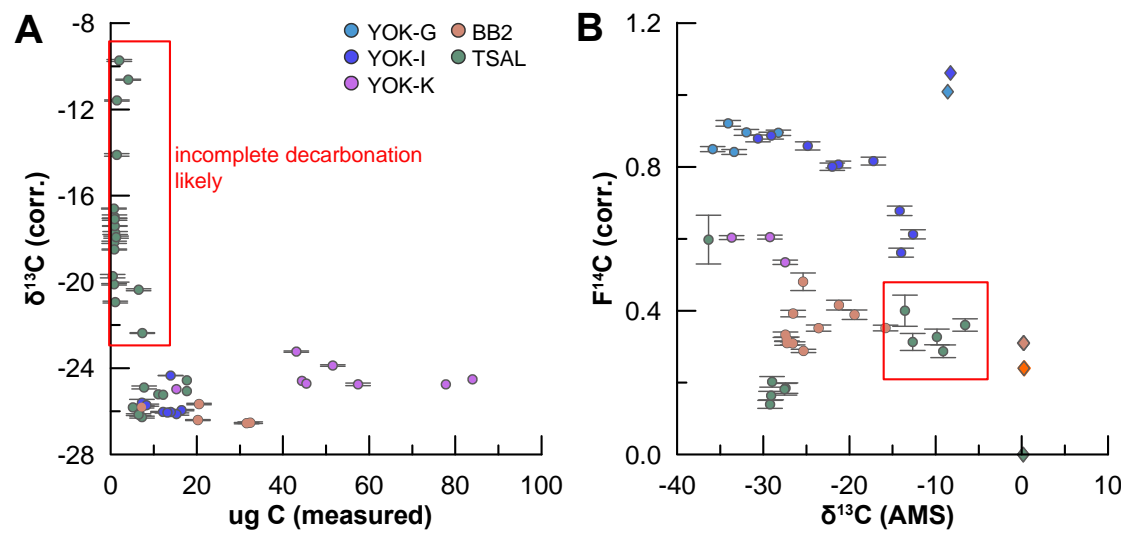 A
B
YOK-G
BB2
YOK-I
TSAL
YOK-K
incomplete decarbonation
likely
-8
-12
-16
-20
-24
-28
δ¹³C (corr.)
0
20
40
60
80
100
ug C (measured)
1.2
0.8
0.4
0.0
F¹⁴C (corr.)
-40
-30
-20
-10
0
10
δ¹³C (AMS)